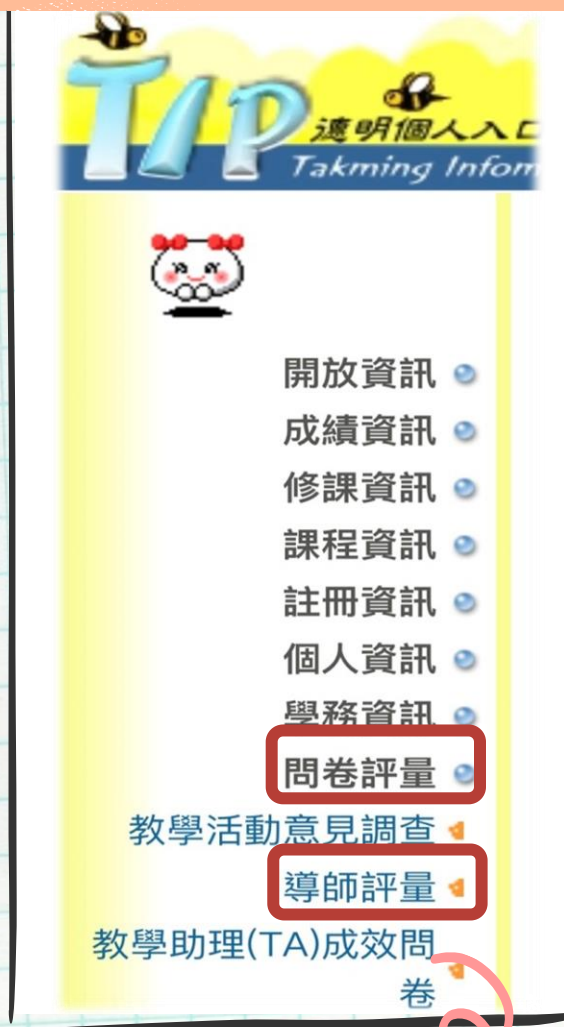 TIP
德明個人入口
Takming Infom
開放資訊
成績資訊
修課資訊
課程資訊
註冊資訊
個人資訊
學務資訊
問卷評量
教學活動意見調查
導師評量
教學助理(TA)成效問
卷